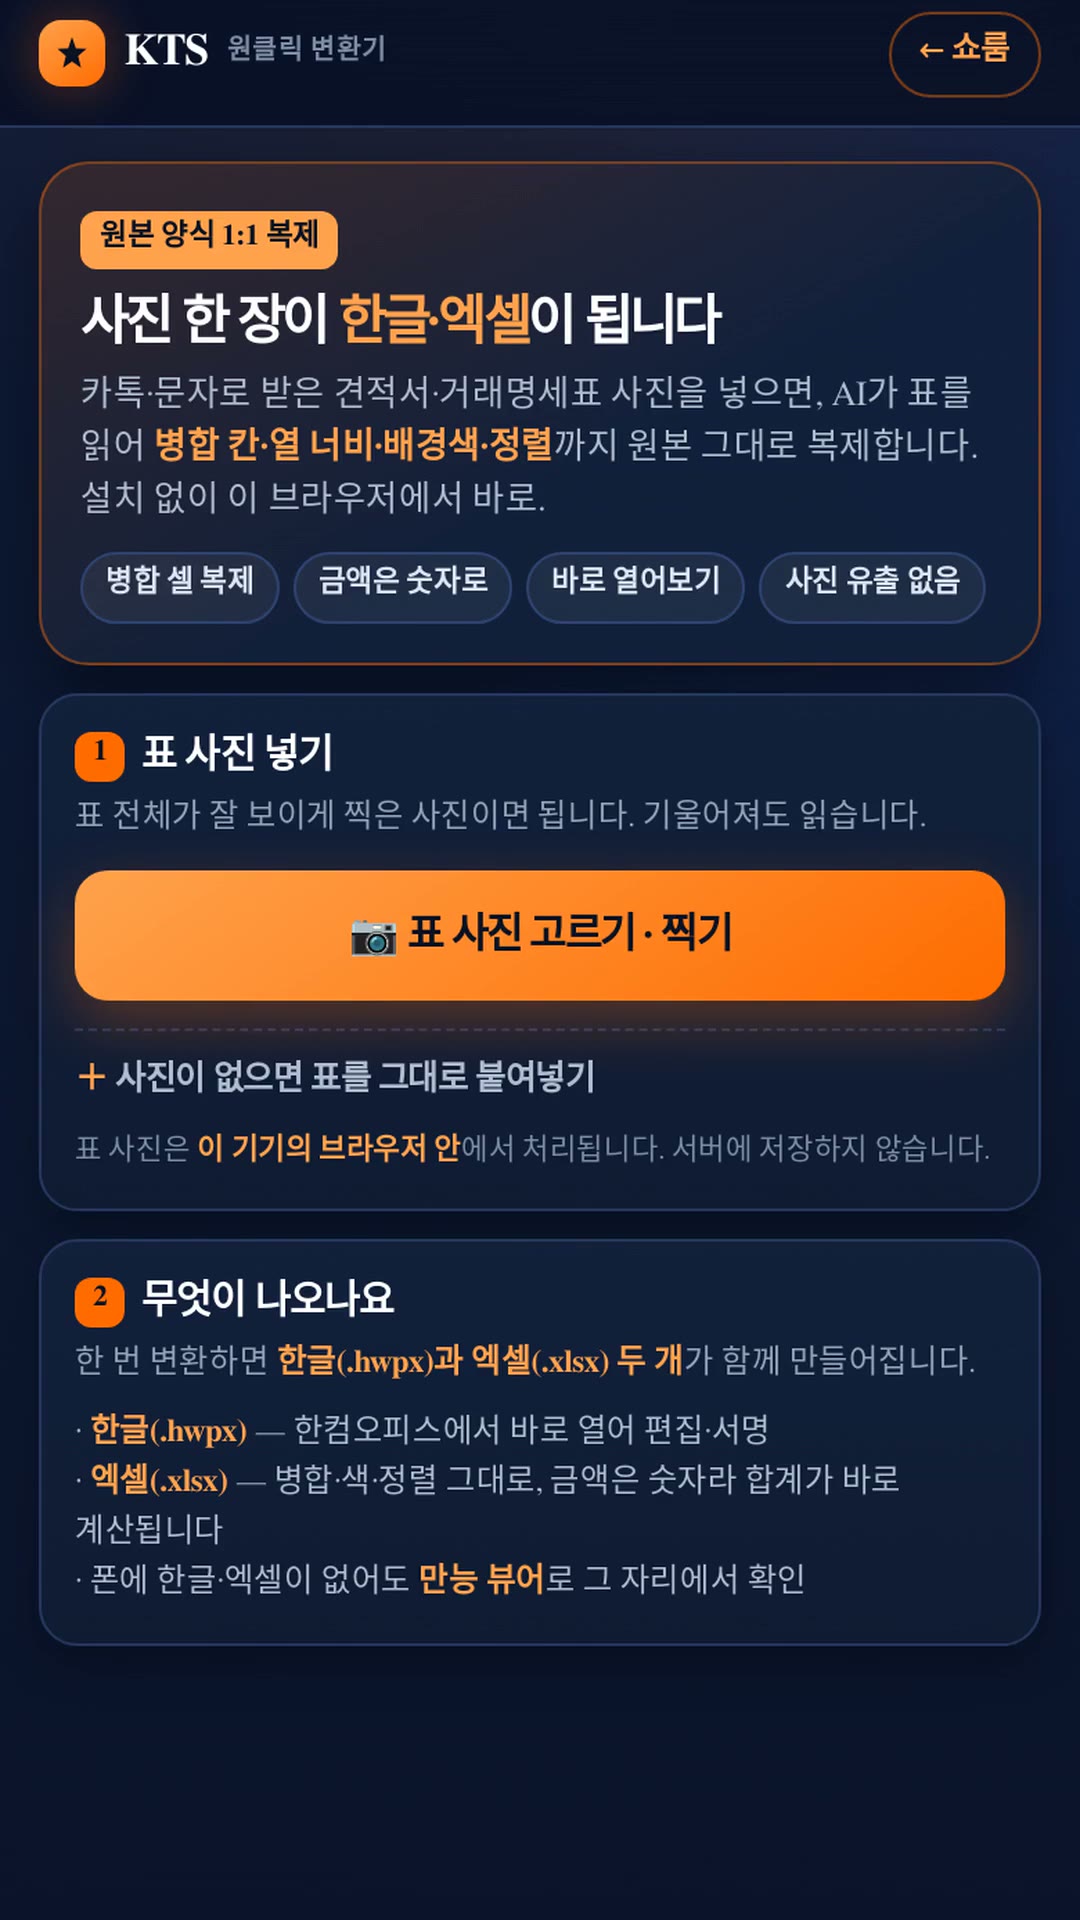 ★ KTS 원클릭 변환기
← 쇼룸
원본 양식 1:1 복제
사진 한 장이 한글·엑셀이 됩니다
카톡·문자로 받은 견적서·거래명세표 사진을 넣으면, AI가 표를
읽어 병합 칸·열 너비·배경색·정렬까지 원본 그대로 복제합니다.
설치 없이 이 브라우저에서 바로.
병합 셀 복제 금액은 숫자로 바로 열어보기 사진 유출 없음
1 표 사진 넣기
표 전체가 잘 보이게 찍은 사진이면 됩니다. 기울어져도 읽습니다.
📷 표 사진 고르기 · 찍기
+ 사진이 없으면 표를 그대로 붙여넣기
표 사진은 이 기기의 브라우저 안에서 처리됩니다. 서버에 저장하지 않습니다.
2 무엇이 나오나요
한 번 변환하면 한글(.hwpx)과 엑셀(.xlsx) 두 개가 함께 만들어집니다.
· 한글(.hwpx) — 한컴오피스에서 바로 열어 편집·서명
· 엑셀(.xlsx) — 병합·색·정렬 그대로, 금액은 숫자라 합계가 바로
계산됩니다
· 폰에 한글·엑셀이 없어도 만능 뷰어로 그 자리에서 확인